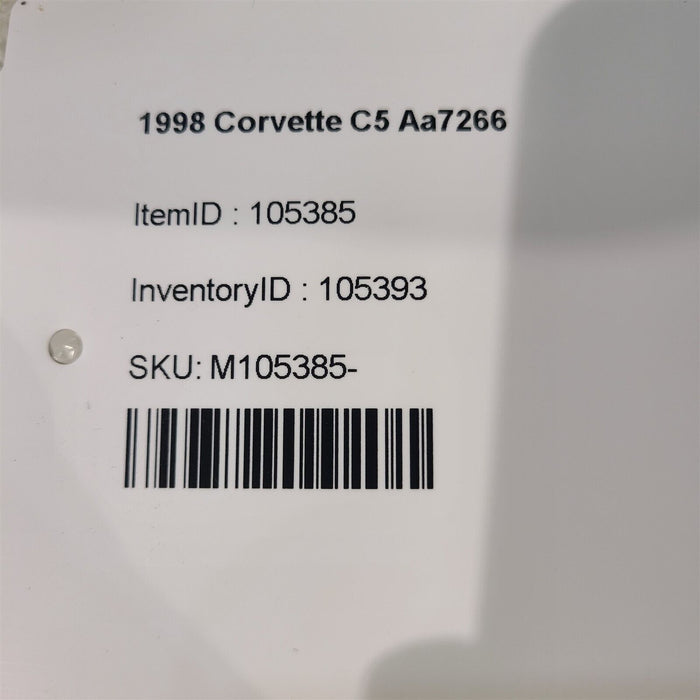 1998 Corvette C5 Aa7266
ItemID : 105385
InventoryID : 105393
SKU: M105385-